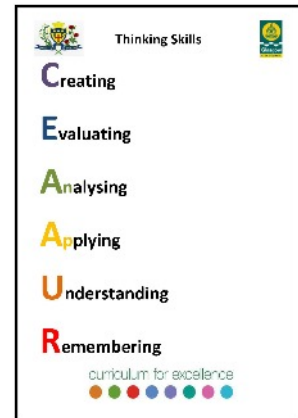 Thinking Skills
Creating
Evaluating
Analysing
Applying
Understanding
Remembering
curriculum for excellence